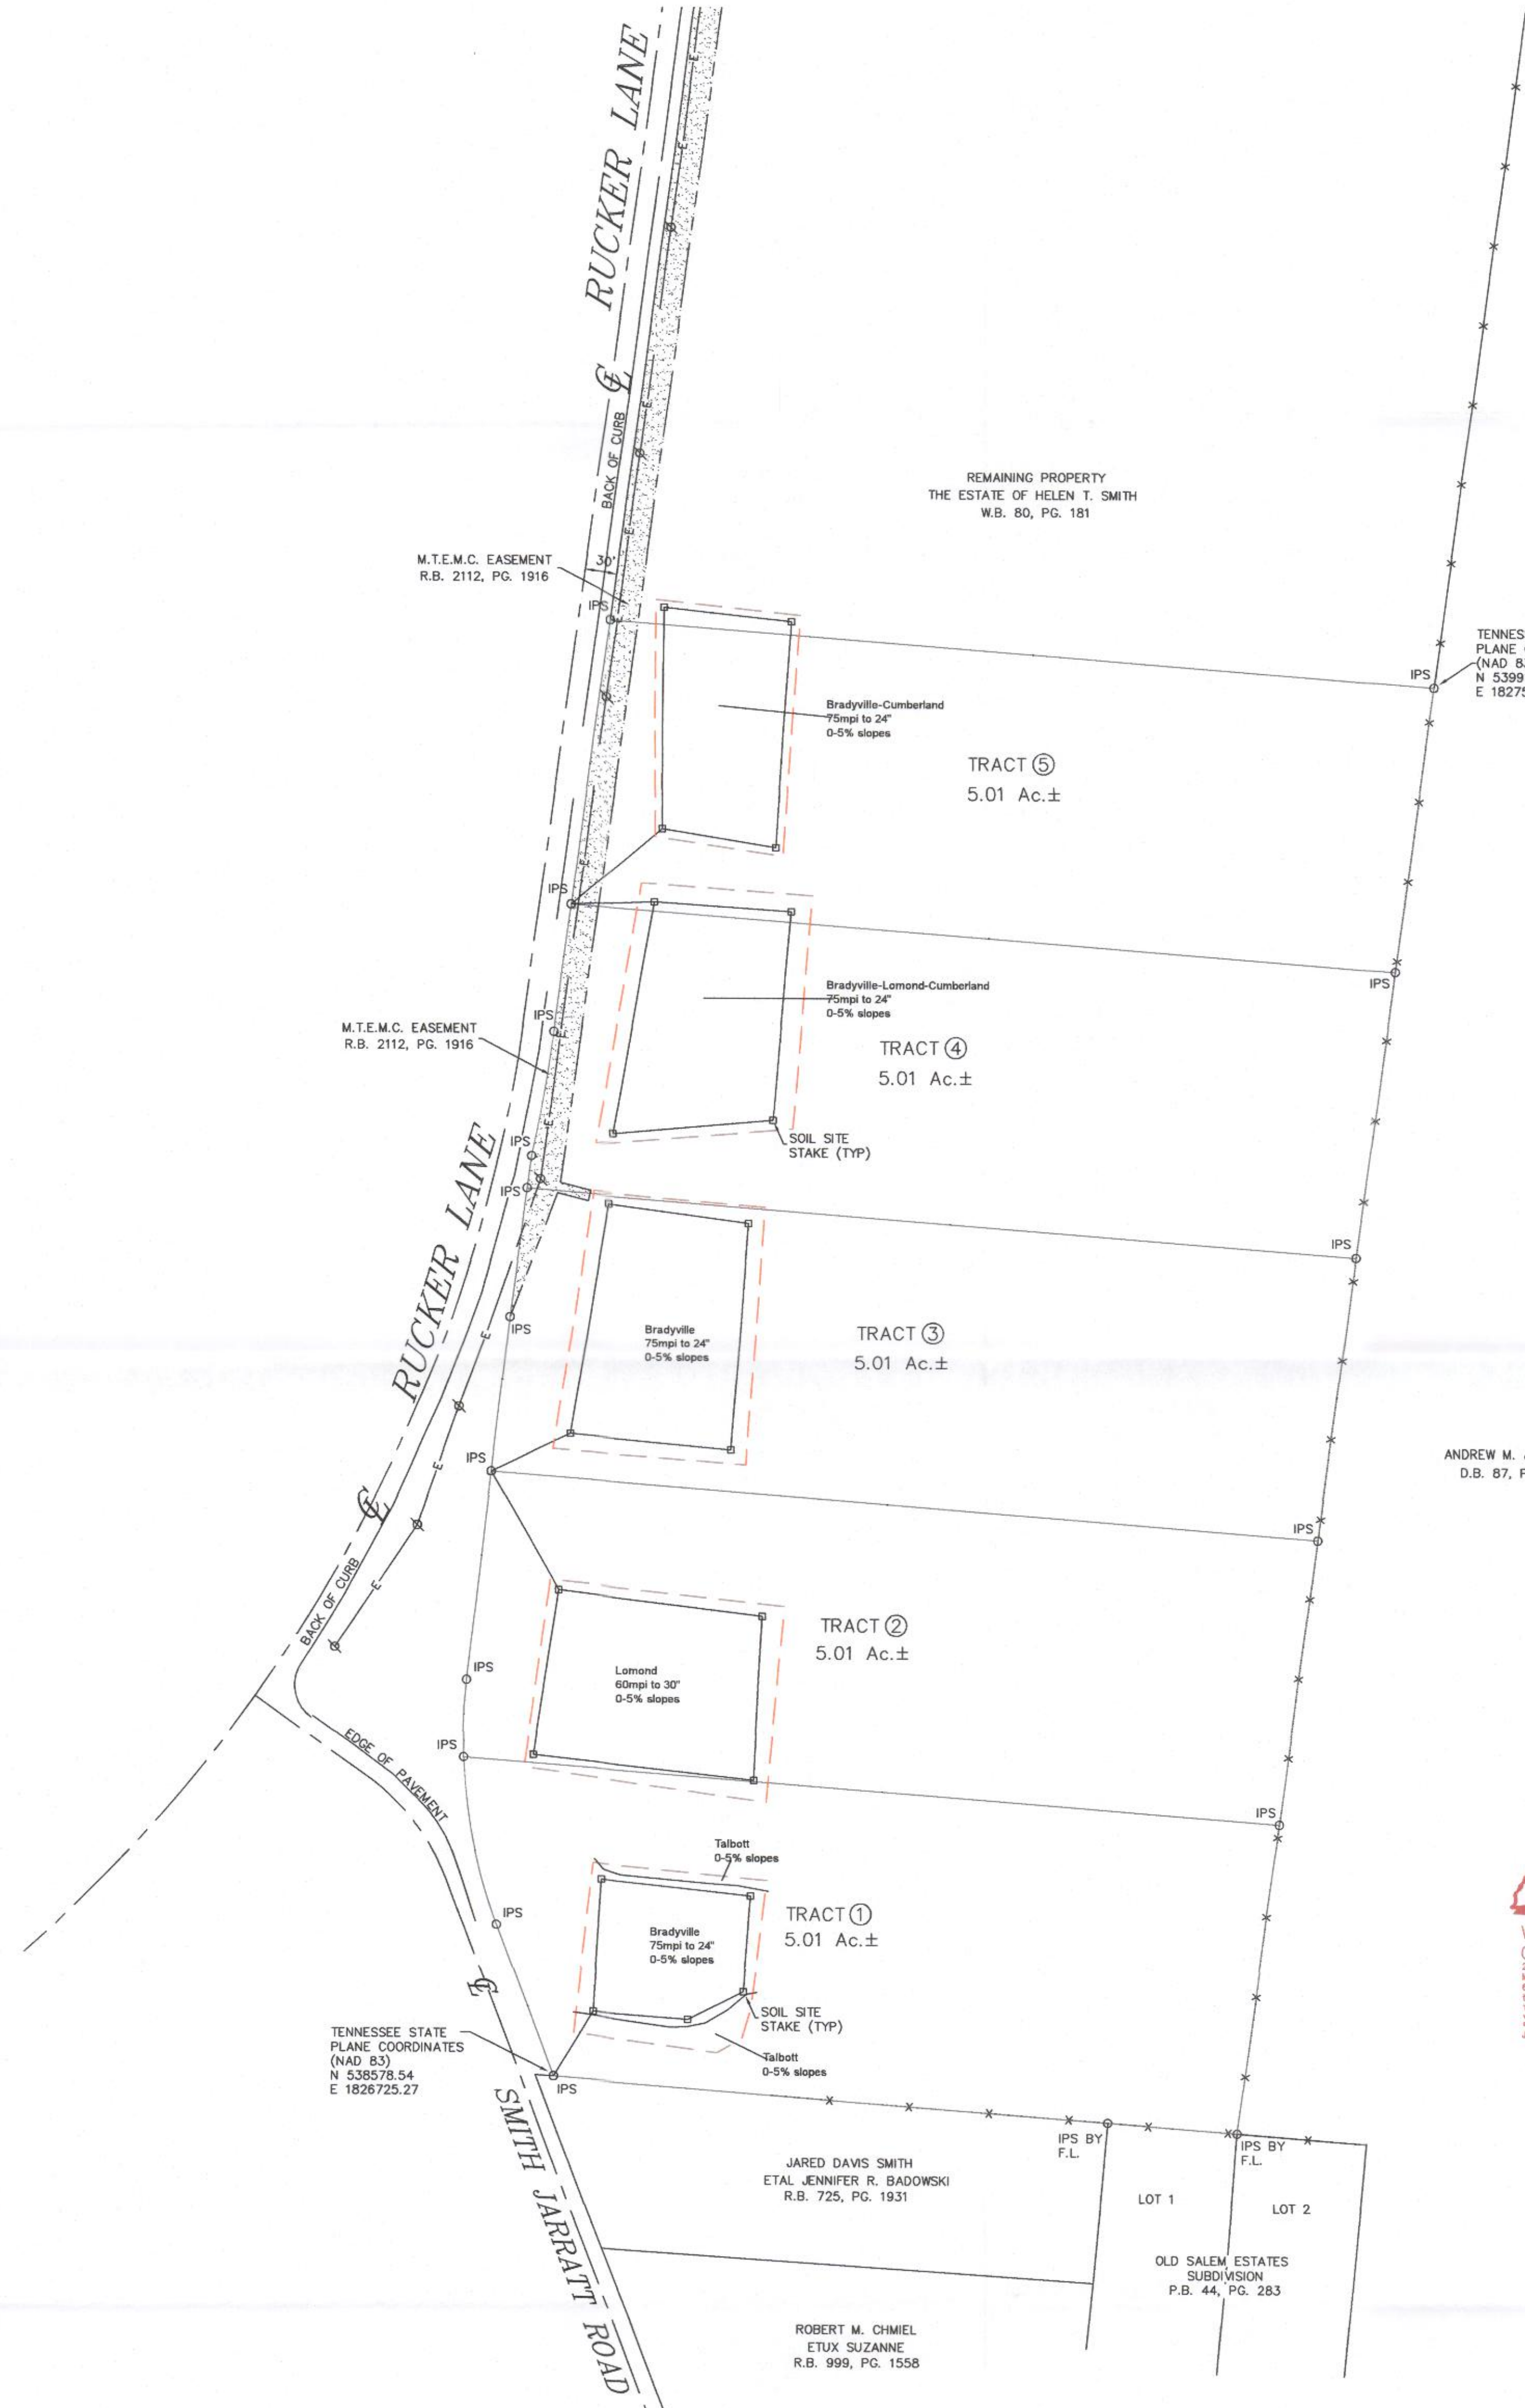 RUCKER LANE
E
E
℄
BACK OF CURB
E
REMAINING PROPERTY
THE ESTATE OF HELEN T. SMITH
W.B. 80, PG. 181
E
M.T.E.M.C. EASEMENT
R.B. 2112, PG. 1916
30'
IPS
E
IPS
N 5399
E 1827
Bradyville-Cumberland
75mpi to 24"
0-5% slopes
TRACT 5
5.01 Ac.±
E
IPS
IPS
Bradyville-Lomond-Cumberland
75mpi to 24"
0-5% slopes
M.T.E.M.C. EASEMENT
R.B. 2112, PG. 1916
IPS
E
TRACT 4
5.01 Ac.±
E
IPS
SOIL SITE
STAKE (TYP)
IPS
RUCKER LANE
IPS
IPS
E
Bradyville
75mpi to 24"
0-5% slopes
TRACT 3
5.01 Ac.±
IPS
E
ANDREW M.
D.B. 87,
℄
IPS
BACK OF CURB
E
Lomond
60mpi to 30"
0-5% slopes
TRACT 2
5.01 Ac.±
IPS
IPS
EDGE OF PAVEMENT
IPS
Talbott
0-5% slopes
IPS
Bradyville
75mpi to 24"
0-5% slopes
TRACT 1
5.01 Ac.±
℄
SOIL SITE
STAKE (TYP)
TENNESSEE STATE
PLANE COORDINATES
(NAD 83)
N 538578.54
E 1826725.27
Talbott
0-5% slopes
IPS
SMITH JARRATT ROAD
IPS BY
F.L.
IPS BY
F.L.
JARED DAVIS SMITH
ETAL JENNIFER R. BADOWSKI
R.B. 725, PG. 1931
LOT 1
LOT 2
OLD SALEM ESTATES
SUBDIVISION
P.B. 44, PG. 283
ROBERT M. CHMIEL
ETUX SUZANNE
R.B. 999, PG. 1558